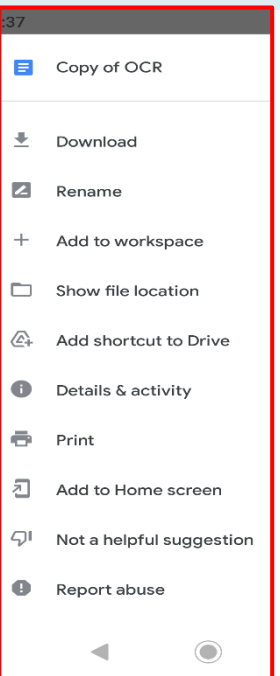 :37
Copy of OCR
Download
Rename
Add to workspace
Show file location
Add shortcut to Drive
Details & activity
Print
Add to Home screen
Not a helpful suggestion
Report abuse